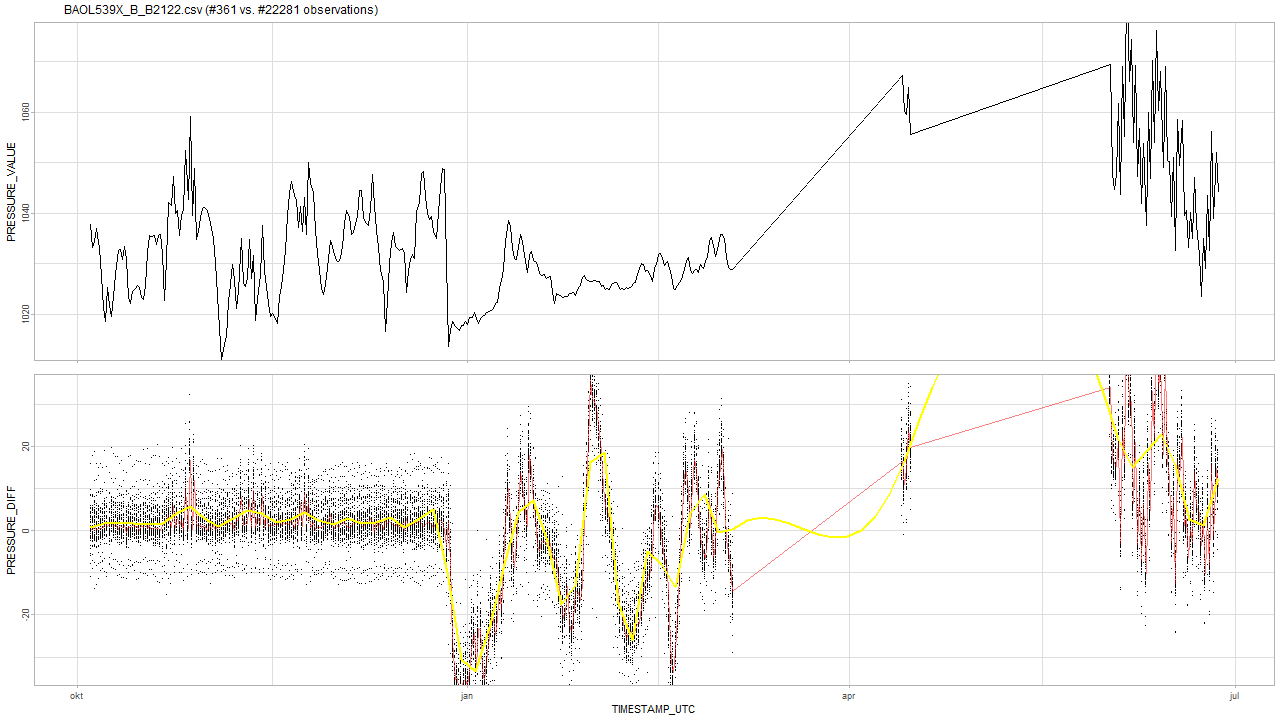 BAOL539X_B_B2122.csv (#361 vs. #22281 observations)
PRESSURE_VALUE
1060
1040
1020
PRESSURE_DIFF
20
0
-20
okt jan apr jul
TIMESTAMP_UTC